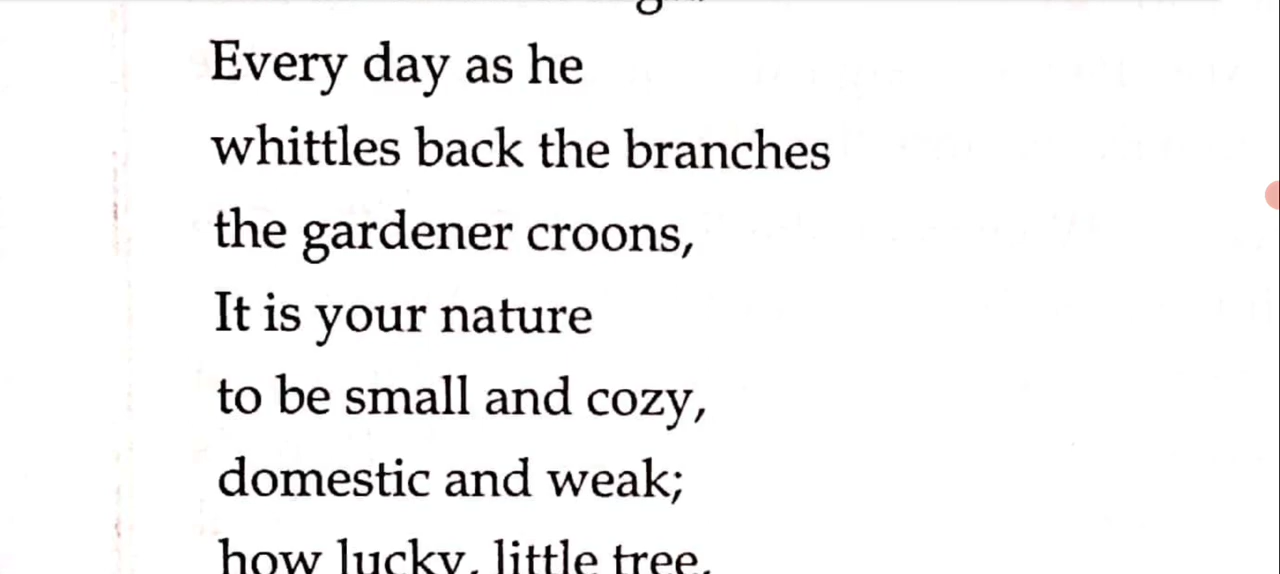 Every day as he
whittles back the branches
the gardener croons,
It is your nature
to be small and cozy,
domestic and weak;
how lucky, little tree,